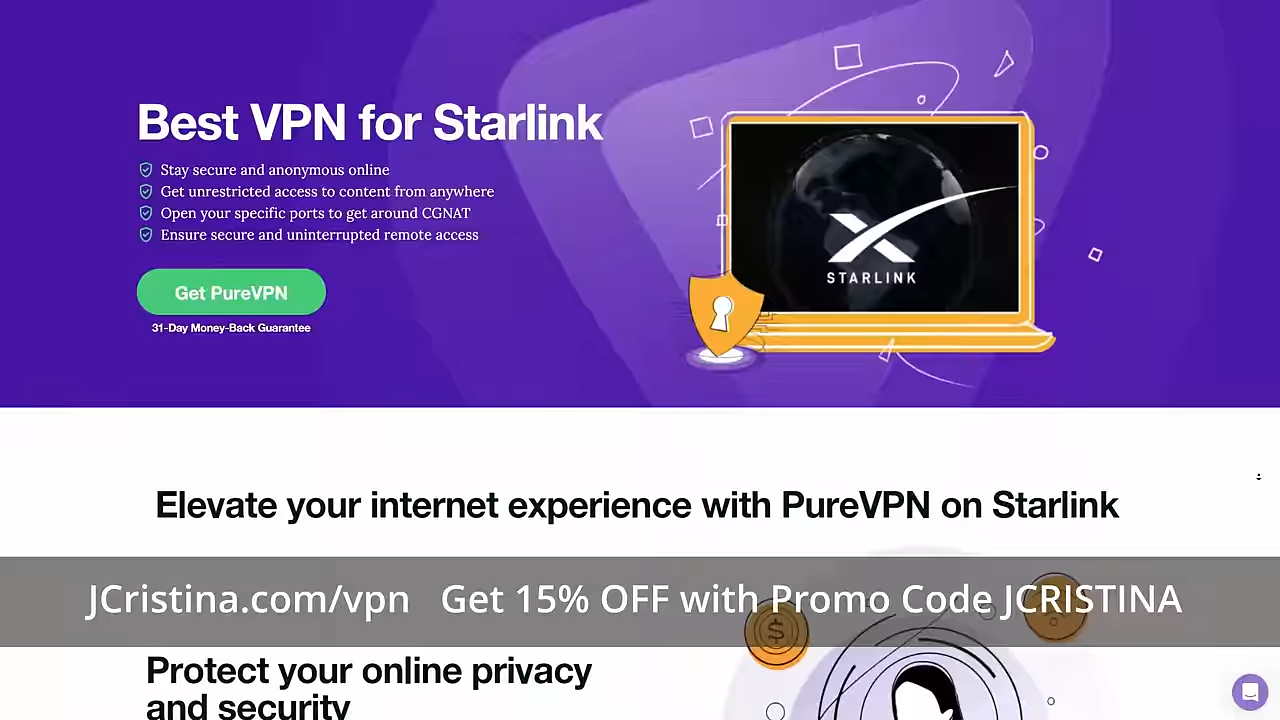 Best VPN for Starlink
Stay secure and anonymous online
Get unrestricted access to content from anywhere
Open your specific ports to get around CGNAT
Ensure secure and uninterrupted remote access
Get PureVPN
31-Day Money-Back Guarantee
STARLINK
Elevate your internet experience with PureVPN on Starlink
JCristina.com/vpn Get 15% OFF with Promo Code JCRISTINA
$
Protect your online privacy
and security